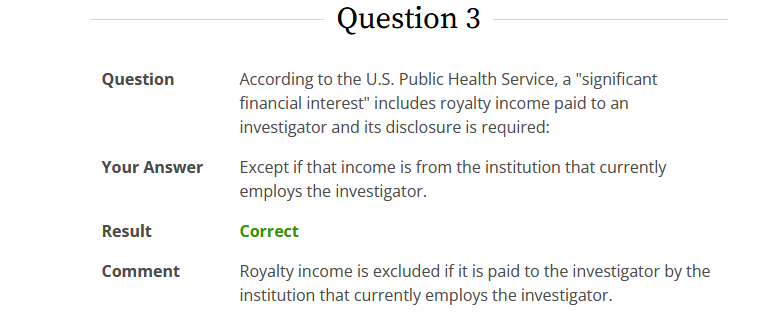 Question 3
Question
According to the U.S. Public Health Service, a "significant
financial interest" includes royalty income paid to an
investigator and its disclosure is required:
Your Answer
Except if that income is from the institution that currently
employs the investigator.
Result
Correct
Comment
Royalty income is excluded if it is paid to the investigator by the
institution that currently employs the investigator.